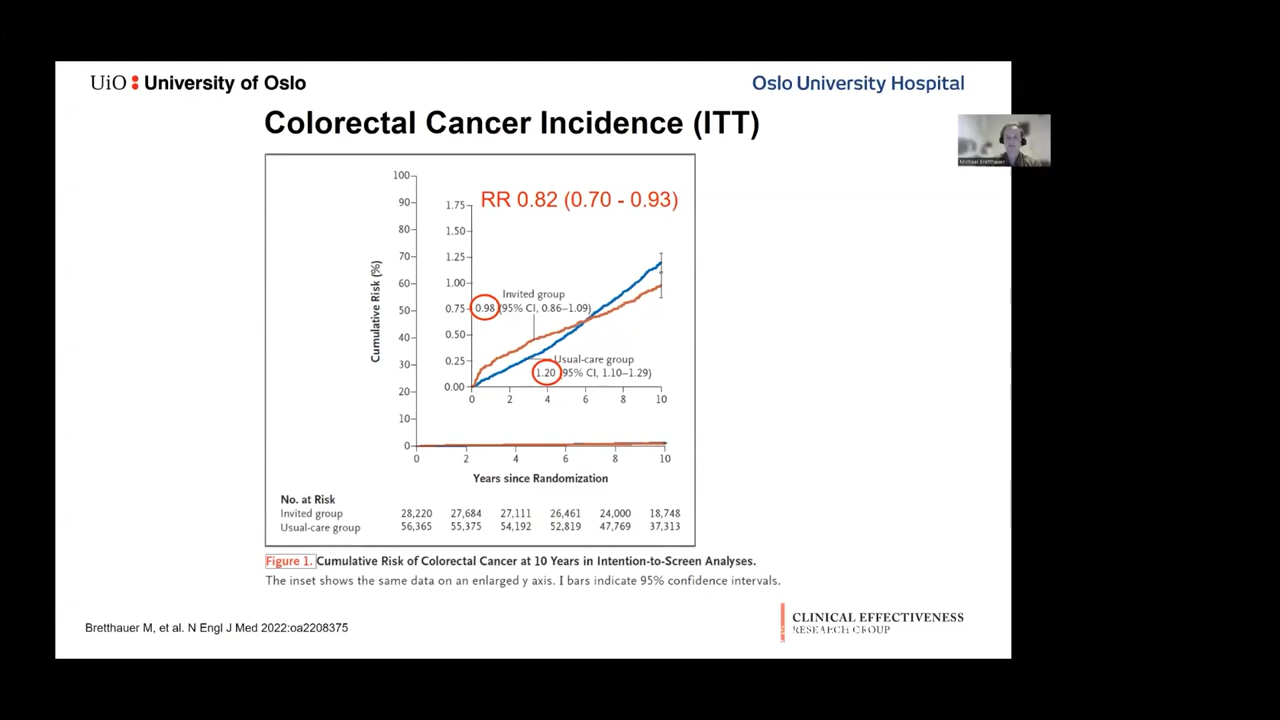 UiO : University of Oslo
Oslo University Hospital
Colorectal Cancer Incidence (ITT)
Michael Bretthauer
RR 0.82 (0.70 - 0.93)
100
90
80
70
60
50
40
30
20
10
0
Cumulative Risk (%)
1.75
1.50
1.25
1.00
0.75
0.50
0.25
0.00
Invited group
0.98 (95% CI, 0.86–1.09)
Usual-care group
1.20 (95% CI, 1.10–1.29)
0 2 4 6 8 10
0 2 4 6 8 10
Years since Randomization
No. at Risk
Invited group 28,220 27,684 27,111 26,461 24,000 18,748
Usual-care group 56,365 55,375 54,192 52,819 47,769 37,313
Figure 1. Cumulative Risk of Colorectal Cancer at 10 Years in Intention-to-Screen Analyses.
The inset shows the same data on an enlarged y axis. I bars indicate 95% confidence intervals.
Bretthauer M, et al. N Engl J Med 2022:oa2208375
CLINICAL EFFECTIVENESS
RESEARCH GROUP